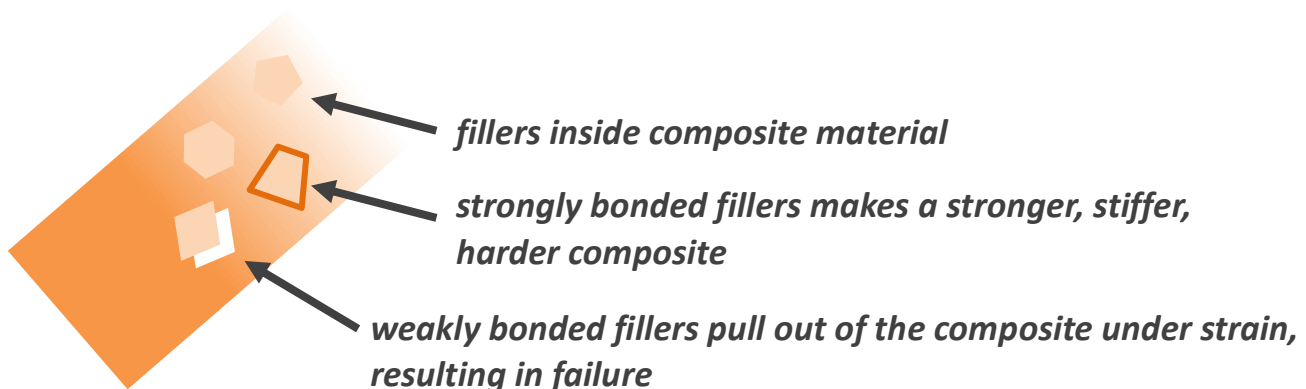 fillers inside composite material
strongly bonded fillers makes a stronger, stiffer,
harder composite
weakly bonded fillers pull out of the composite under strain,
resulting in failure